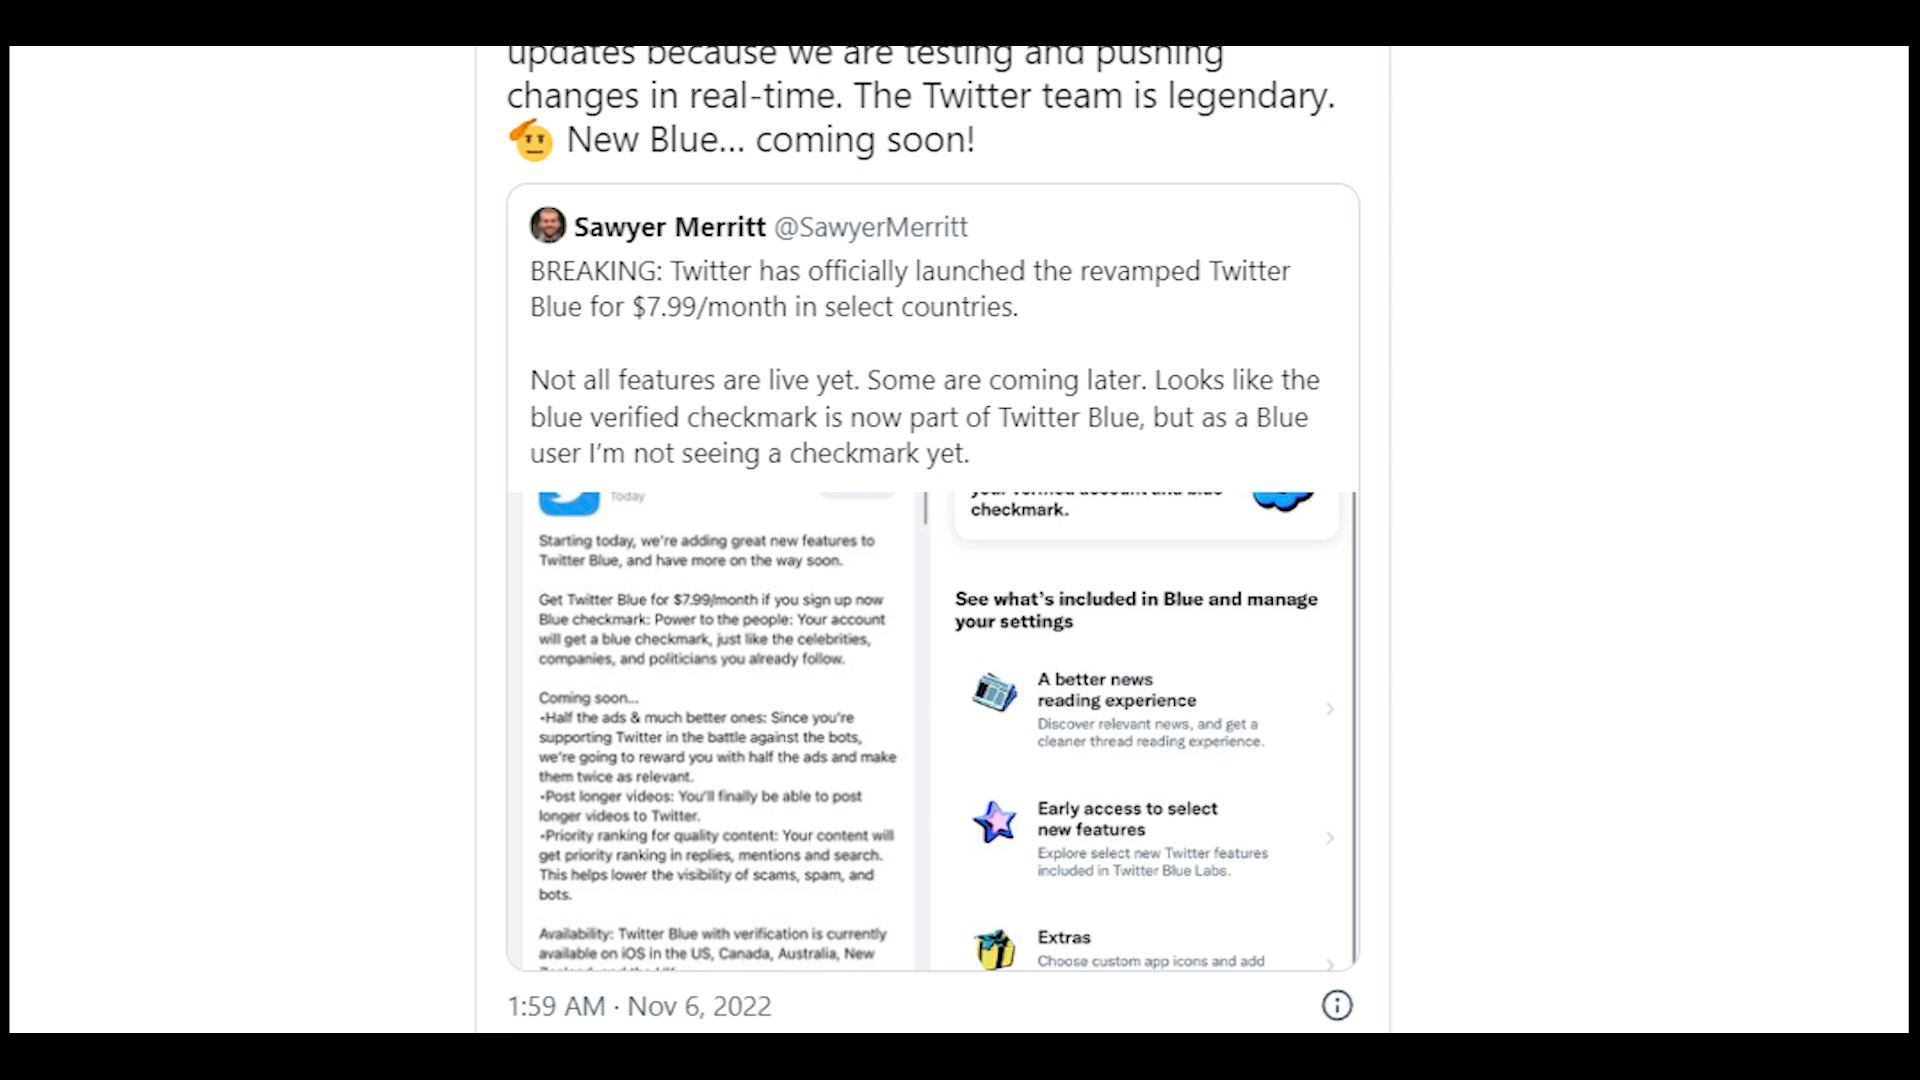 updates because we are testing and pushing
changes in real-time. The Twitter team is legendary.
New Blue... coming soon!
Sawyer Merritt @SawyerMerritt
BREAKING: Twitter has officially launched the revamped Twitter
Blue for $7.99/month in select countries.
Not all features are live yet. Some are coming later. Looks like the
blue verified checkmark is now part of Twitter Blue, but as a Blue
user I’m not seeing a checkmark yet.
Today
Starting today, we’re adding great new features to
Twitter Blue, and have more on the way soon.
Get Twitter Blue for $7.99/month if you sign up now
Blue checkmark: Power to the people: Your account
will get a blue checkmark, just like the celebrities,
companies, and politicians you already follow.
Coming soon...
•Half the ads & much better ones: Since you’re
supporting Twitter in the battle against the bots,
we’re going to reward you with half the ads and make
them twice as relevant.
•Post longer videos: You’ll finally be able to post
longer videos to Twitter.
•Priority ranking for quality content: Your content will
get priority ranking in replies, mentions and search.
This helps lower the visibility of scams, spam, and
bots.
Availability: Twitter Blue with verification is currently
available on iOS in the US, Canada, Australia, New
checkmark.
See what’s included in Blue and manage
your settings
A better news
reading experience
Discover relevant news, and get a
cleaner thread reading experience.
Early access to select
new features
Explore select new Twitter features
included in Twitter Blue Labs.
Extras
Choose custom app icons and add
1:59 AM · Nov 6, 2022